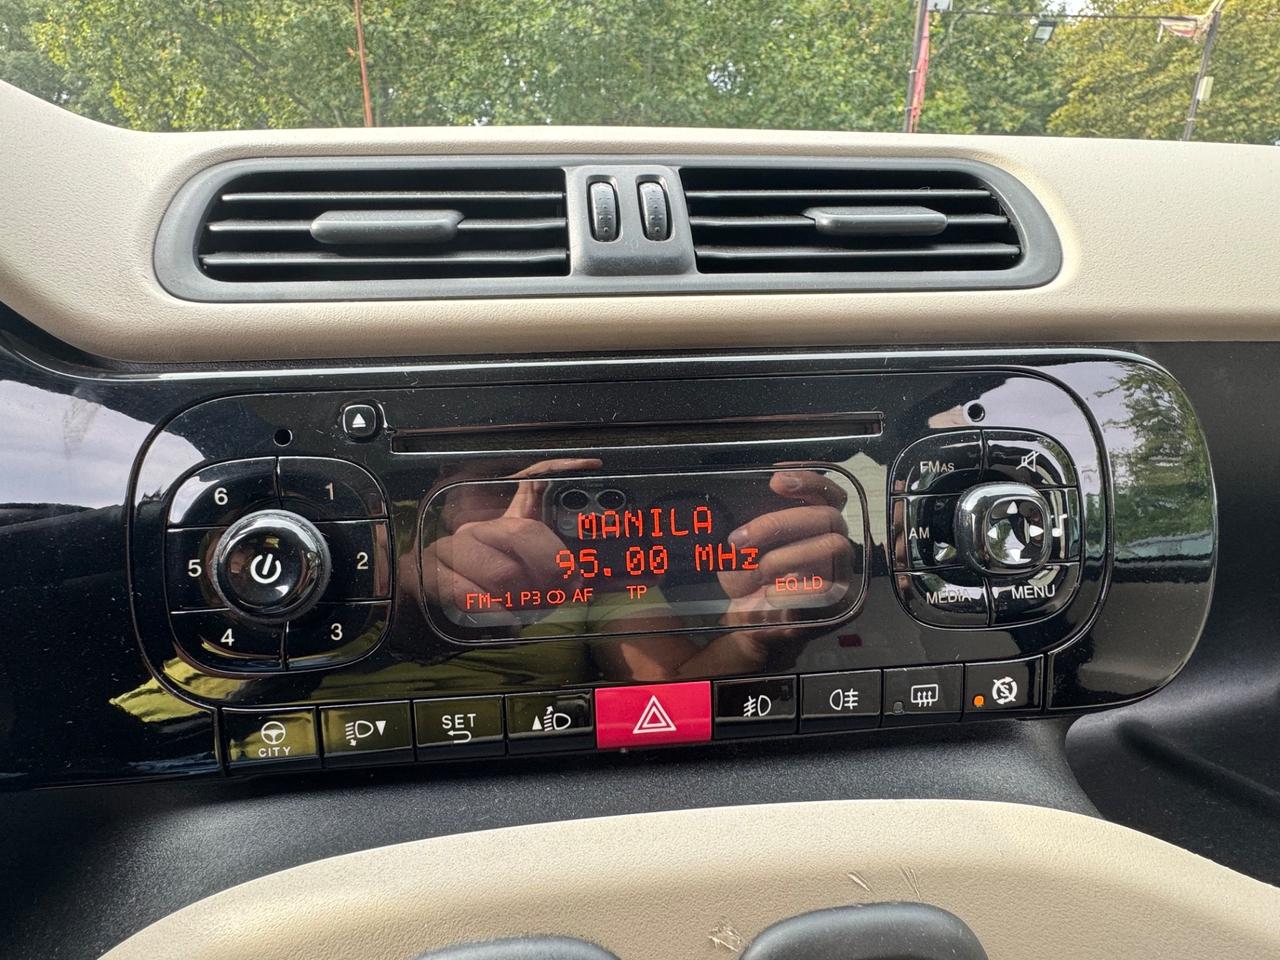 6 1
5 2
4 3
MANILA
95.00 MHz
FM-1 P3 AF TP EQ LD
FMAS
AM
MEDIA MENU
CITY
SET